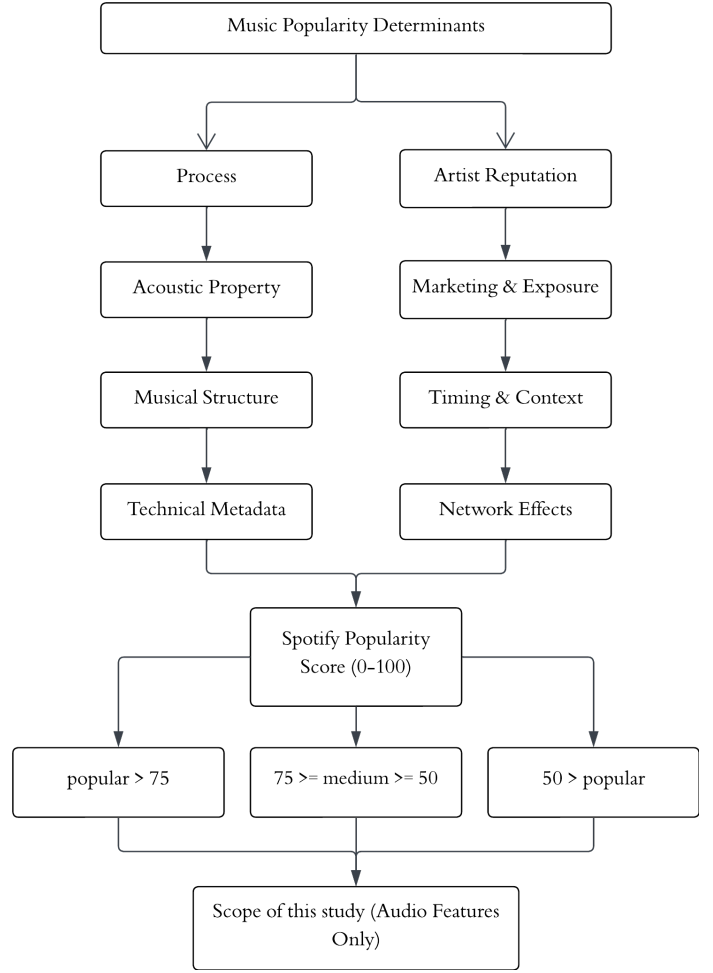 Music Popularity Determinants
Process
Artist Reputation
Acoustic Property
Marketing & Exposure
Musical Structure
Timing & Context
Technical Metadata
Network Effects
Spotify Popularity
Score (0-100)
popular > 75
75 >= medium >= 50
50 > popular
Scope of this study (Audio Features
Only)